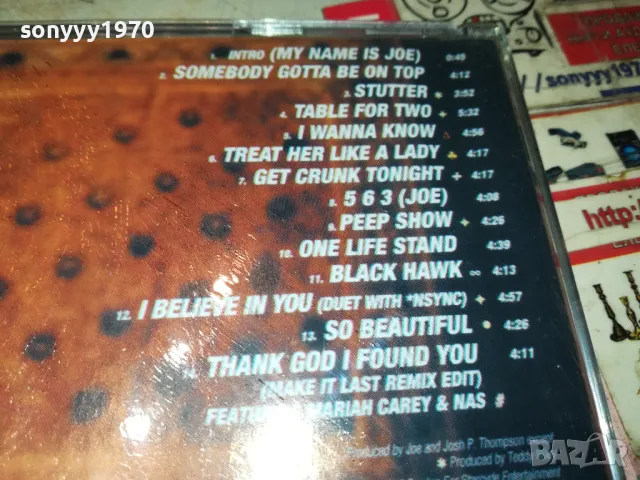 sonyyy1970
1. INTRO (MY NAME IS JOE) 0:45
2. SOMEBODY GOTTA BE ON TOP 4:12
3. STUTTER 3:52
4. TABLE FOR TWO 5:32
5. I WANNA KNOW 4:56
6. TREAT HER LIKE A LADY 4:17
7. GET CRUNK TONIGHT + 4:17
8. 5 6 3 (JOE) 4:08
9. PEEP SHOW 4:26
10. ONE LIFE STAND 4:39
11. BLACK HAWK ∞ 4:13
12. I BELIEVE IN YOU (DUET WITH *NSYNC) 4:57
13. SO BEAUTIFUL 4:26
14. THANK GOD I FOUND YOU 4:11
(MAKE IT LAST REMIX EDIT)
MARIAH CAREY & NAS #
Produced by Joe and Josh P. Thompson
Produced by
Entertainment
/sonyyy1970
http:
BAZAR